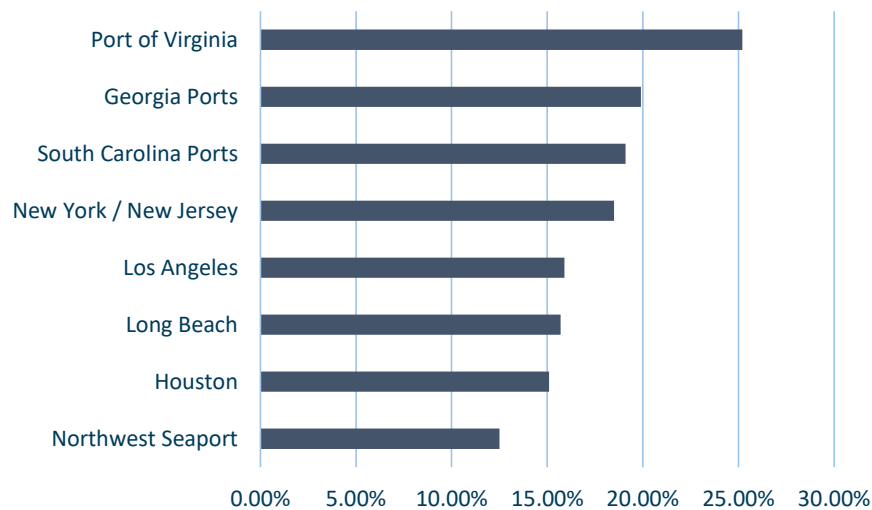 Port of Virginia
Georgia Ports
South Carolina Ports
New York / New Jersey
Los Angeles
Long Beach
Houston
Northwest Seaport
0.00% 5.00% 10.00% 15.00% 20.00% 25.00% 30.00%